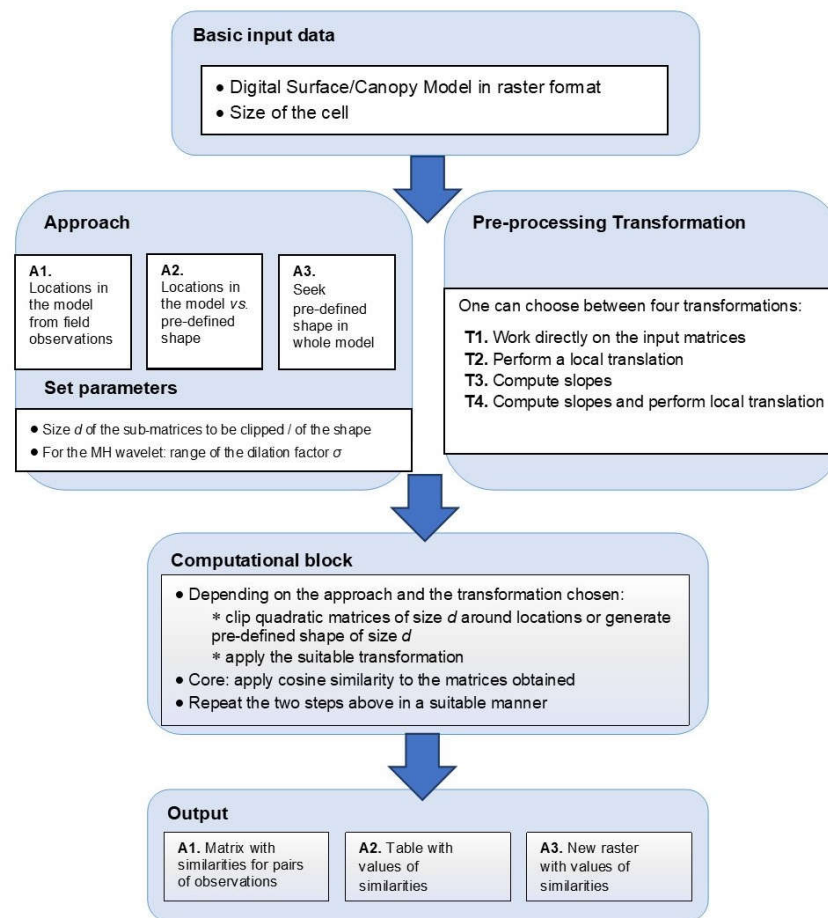 Basic input data
● Digital Surface/Canopy Model in raster format
● Size of the cell
Approach
A1.
Locations in
the model
from field
observations
A2.
Locations in
the model vs.
pre-defined
shape
A3.
Seek
pre-defined
shape in
whole model
Set parameters
● Size d of the sub-matrices to be clipped / of the shape
● For the MH wavelet: range of the dilation factor σ
Pre-processing Transformation
One can choose between four transformations:
T1. Work directly on the input matrices
T2. Perform a local translation
T3. Compute slopes
T4. Compute slopes and perform local translation
Computational block
● Depending on the approach and the transformation chosen:
* clip quadratic matrices of size d around locations or generate
pre-defined shape of size d
* apply the suitable transformation
● Core: apply cosine similarity to the matrices obtained
● Repeat the two steps above in a suitable manner
Output
A1. Matrix with
similarities for pairs
of observations
A2. Table with
values of
similarities
A3. New raster
with values of
similarities